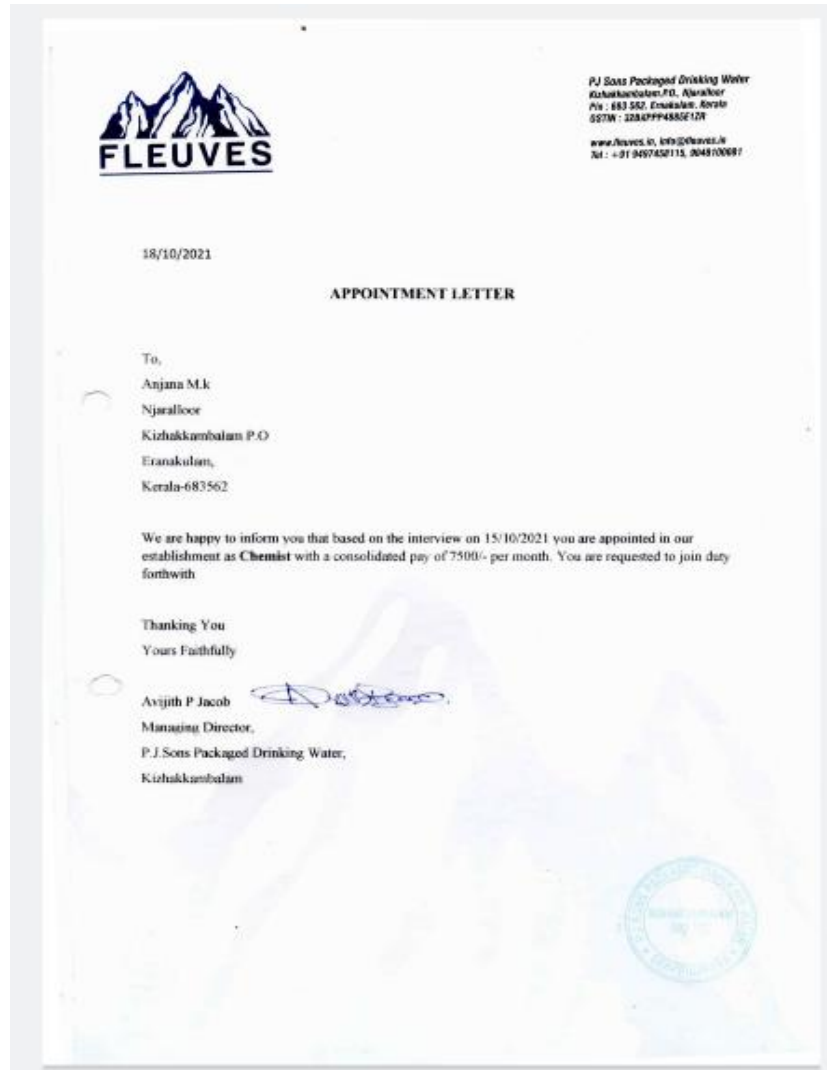 FLEUVES
PJ Sons Packaged Drinking Water
Kizhakkambalam.P.O., Njaralloor
Pin : 683 562, Ernakulam, Kerala
GSTIN :
www.fleuves.in, info@fleuves.in
Tel : +91 9497458115,
18/10/2021
APPOINTMENT LETTER
To,
Anjana M.k
Njaralloor
Kizhakkambalam P.O
Eranakulam,
Kerala-683562
We are happy to inform you that based on the interview on 15/10/2021 you are appointed in our
establishment as Chemist with a consolidated pay of 7500/- per month. You are requested to join duty
forthwith
Thanking You
Yours Faithfully
Avijith P Jacob
Managing Director,
P.J.Sons Packaged Drinking Water,
Kizhakkambalam